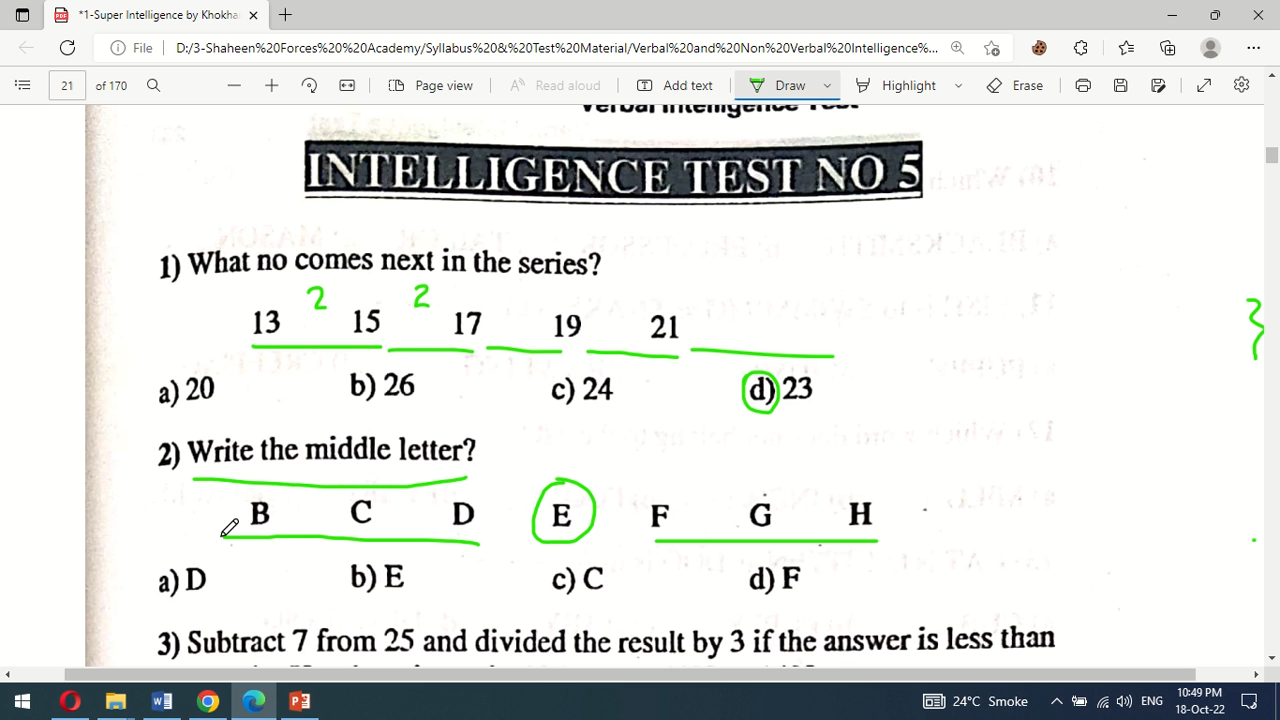 *1-Super Intelligence by Khokha
File D:/3-Shaheen%20Forces%20%20Academy/Syllabus%20&%20Test%20Material/Verbal%20and%20Non%20Verbal%20Intelligence%...
21 of 170 Page view Read aloud Add text Draw Highlight Erase
Verbal Intelligence Test
INTELLIGENCE TEST NO 5
1) What no comes next in the series?
2 2
13 15 17 19 21
a) 20 b) 26 c) 24 d) 23
2) Write the middle letter?
B C D E F G H
a) D b) E c) C d) F
3) Subtract 7 from 25 and divided the result by 3 if the answer is less than
24°C Smoke ENG 10:49 PM
18-Oct-22